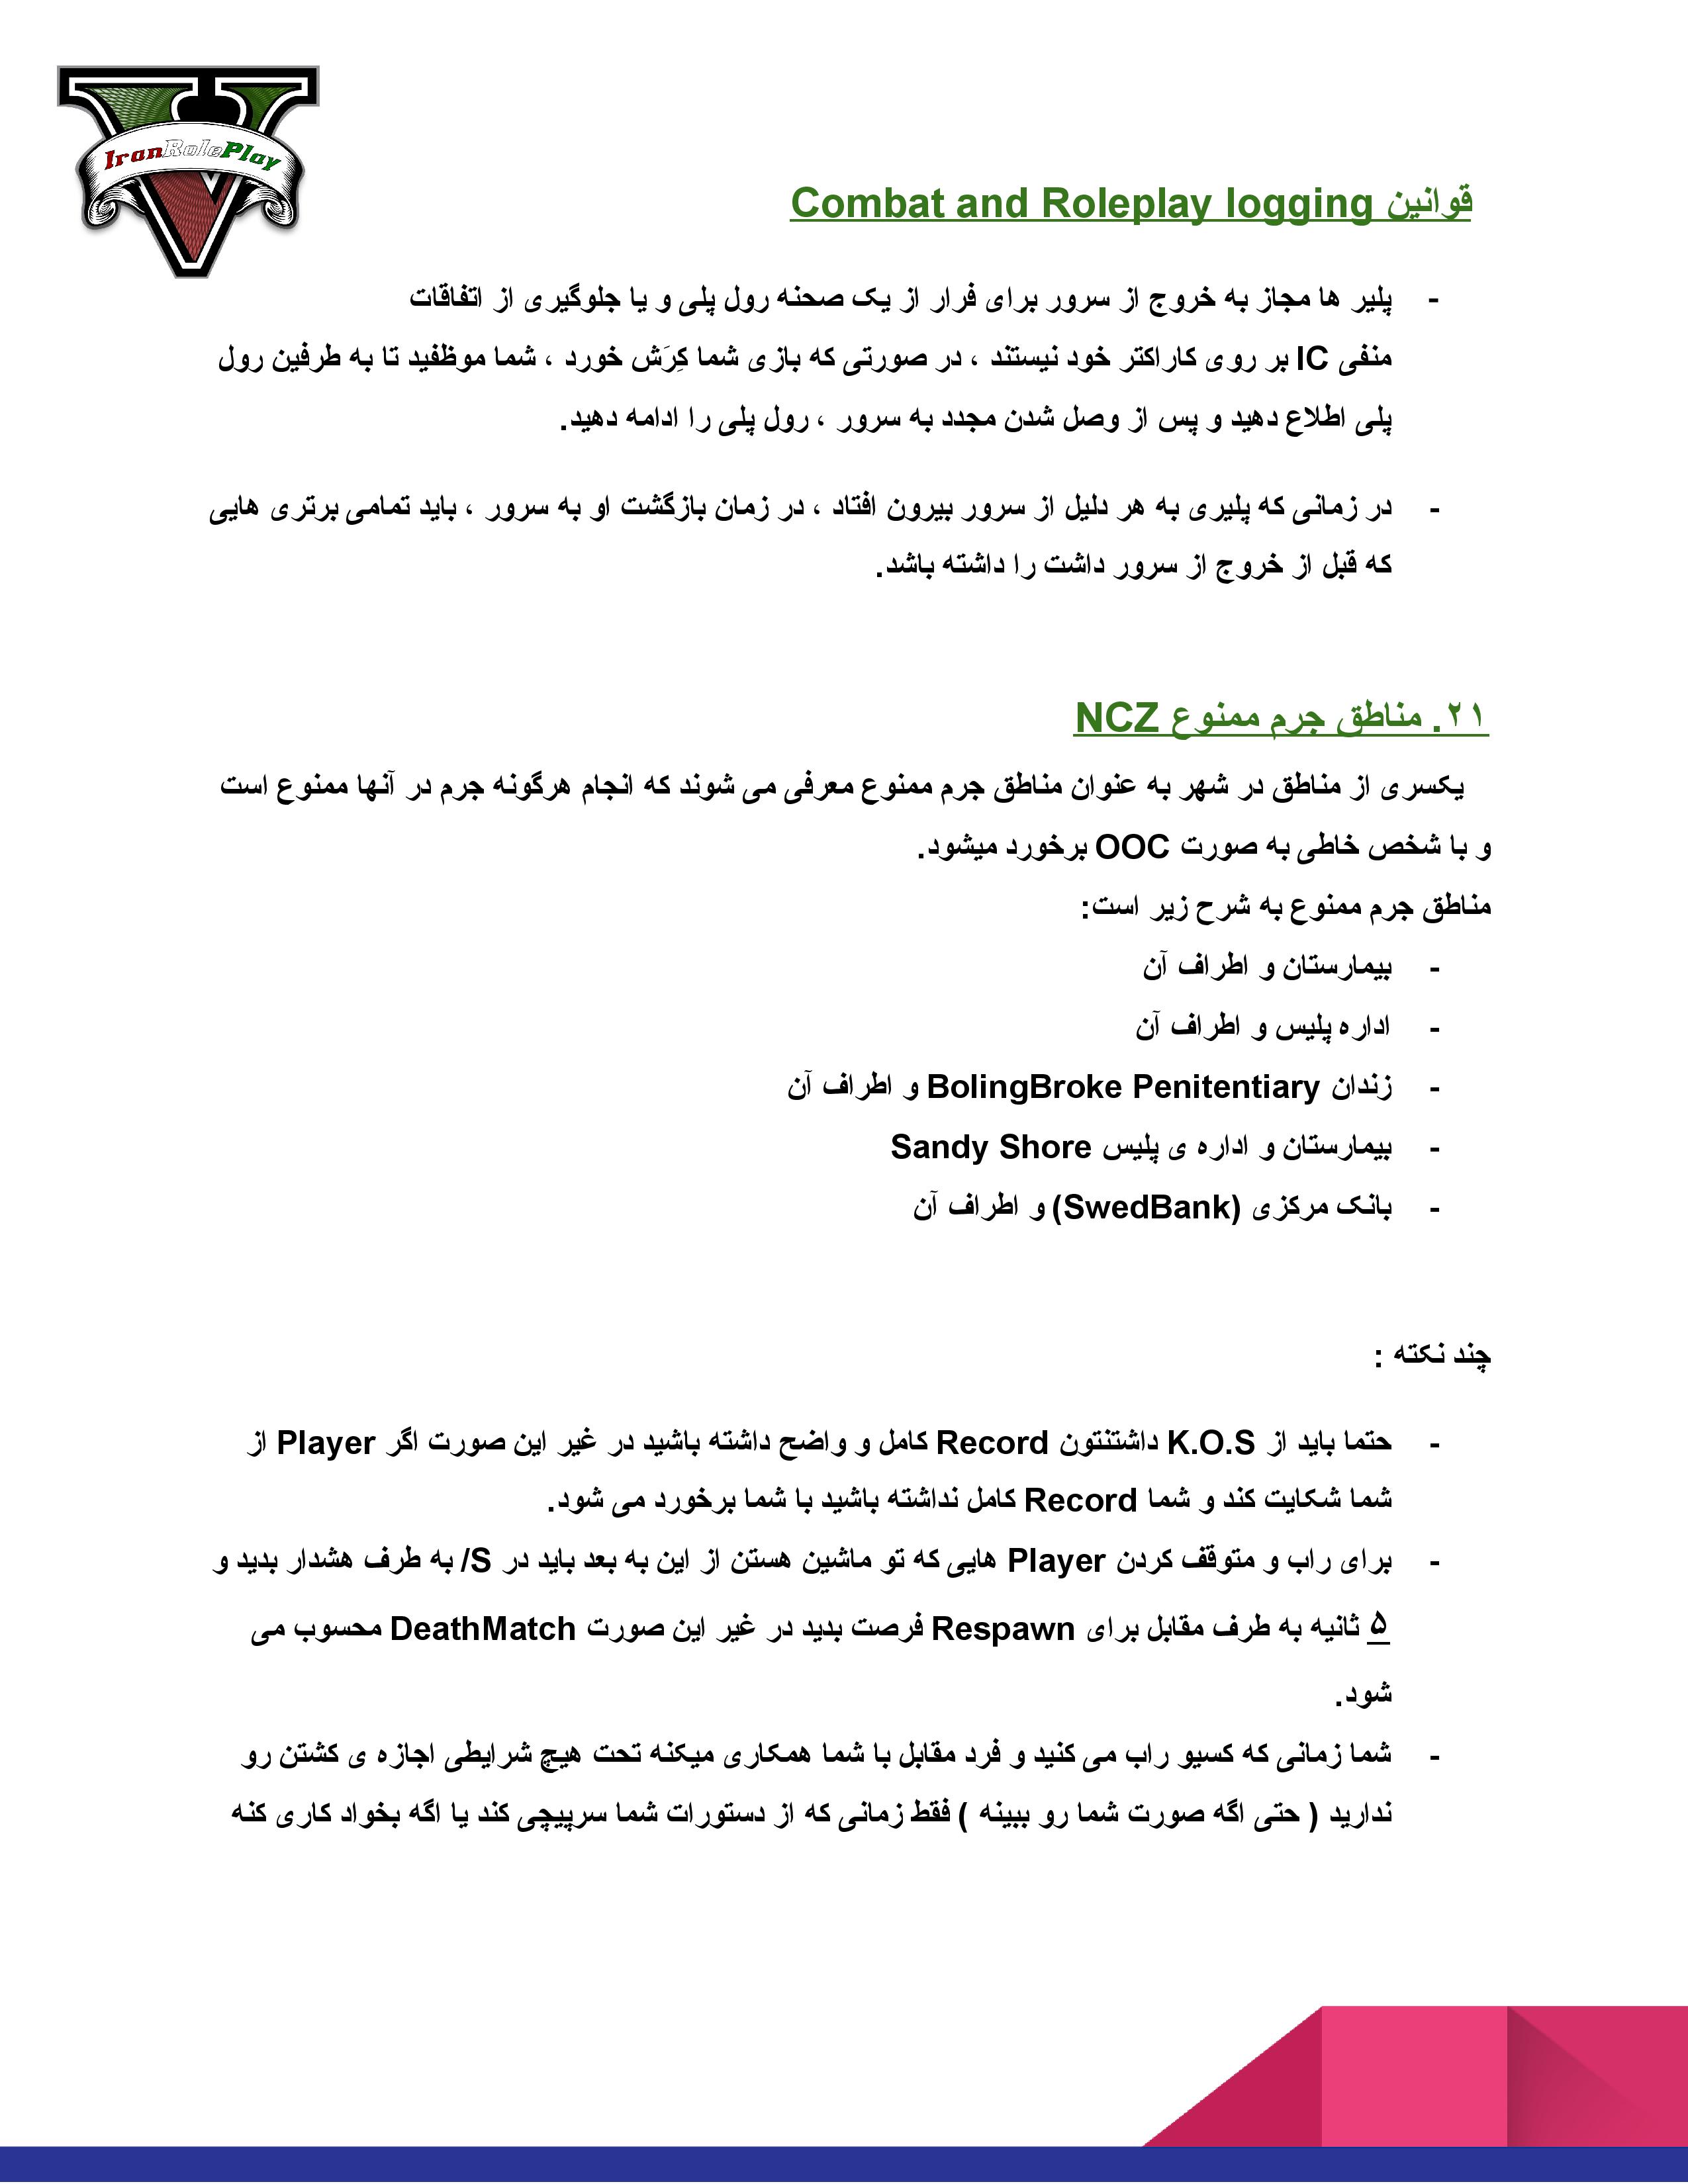 IranRolePlay
قوانین Combat and Roleplay logging
- پلیر ها مجاز به خروج از سرور برای فرار از یک صحنه رول پلی و یا جلوگیری از اتفاقات
منفی IC بر روی کاراکتر خود نیستند ، در صورتی که بازی شما کِرَش خورد ، شما موظفید تا به طرفین رول
پلی اطلاع دهید و پس از وصل شدن مجدد به سرور ، رول پلی را ادامه دهید.
- در زمانی که پلیری به هر دلیل از سرور بیرون افتاد ، در زمان بازگشت او به سرور ، باید تمامی برتری هایی
که قبل از خروج از سرور داشت را داشته باشد.
۲۱. مناطق جرم ممنوع NCZ
یکسری از مناطق در شهر به عنوان مناطق جرم ممنوع معرفی می شوند که انجام هرگونه جرم در آنها ممنوع است
و با شخص خاطی به صورت OOC برخورد میشود.
مناطق جرم ممنوع به شرح زیر است:
- بیمارستان و اطراف آن
- اداره پلیس و اطراف آن
- زندان BolingBroke Penitentiary و اطراف آن
- بیمارستان و اداره ی پلیس Sandy Shore
- بانک مرکزی (SwedBank) و اطراف آن
چند نکته :
- حتما باید از K.O.S داشتنتون Record کامل و واضح داشته باشید در غیر این صورت اگر Player از
شما شکایت کند و شما Record کامل نداشته باشید با شما برخورد می شود.
- برای راب و متوقف کردن Player هایی که تو ماشین هستن از این به بعد باید در S/ به طرف هشدار بدید و
۵ ثانیه به طرف مقابل برای Respawn فرصت بدید در غیر این صورت DeathMatch محسوب می
شود.
- شما زمانی که کسیو راب می کنید و فرد مقابل با شما همکاری میکنه تحت هیچ شرایطی اجازه ی کشتن رو
ندارید ( حتی اگه صورت شما رو ببینه ) فقط زمانی که از دستورات شما سرپیچی کند یا اگه بخواد کاری کنه